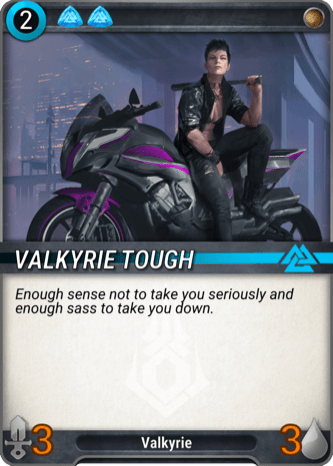 2
VALKYRIE TOUGH
Enough sense not to take you seriously and
enough sass to take you down.
3
Valkyrie
3